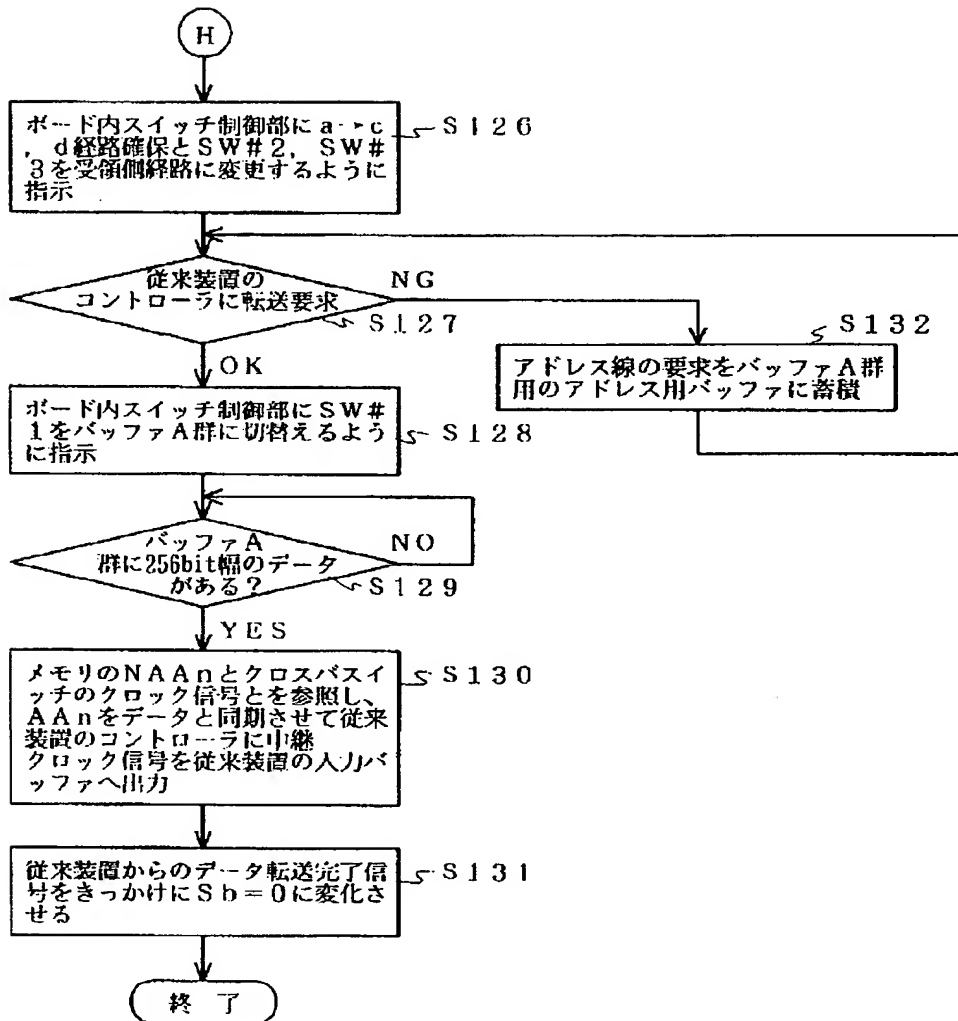 H
ボード内スイッチ制御部にa→c
,d経路確保とSW#2,SW#
3を受領側経路に変更するように
指示
S126
従来装置の
コントローラに転送要求
NG
S127
OK
S132
アドレス線の要求をバッファA群
用のアドレス用バッファに蓄積
ボード内スイッチ制御部にSW#
1をバッファA群に切替えるよう
に指示
S128
バッファA
群に256bit幅のデータ
がある?
NO
S129
YES
メモリのNAAnとクロスバスイ
ッチのクロック信号とを参照し、
AAnをデータと同期させて従来
装置のコントローラに中継
クロック信号を従来装置の入力バ
ッファへ出力
S130
従来装置からのデータ転送完了信
号をきっかけにSb=0に変化さ
せる
S131
終 了